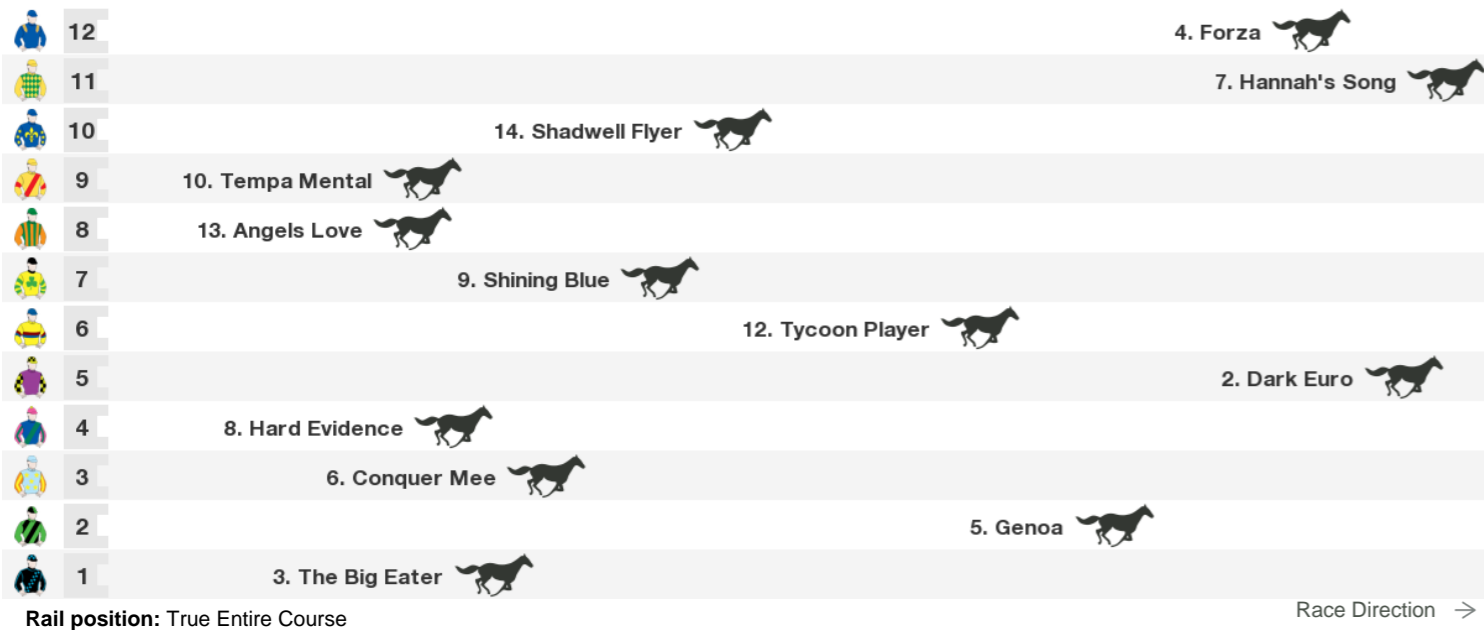 12 4. Forza
11 7. Hannah's Song
10 14. Shadwell Flyer
9 10. Tempa Mental
8 13. Angels Love
7 9. Shining Blue
6 12. Tycoon Player
5 2. Dark Euro
4 8. Hard Evidence
3 6. Conquer Mee
2 5. Genoa
1 3. The Big Eater
Race Direction →
Rail position: True Entire Course